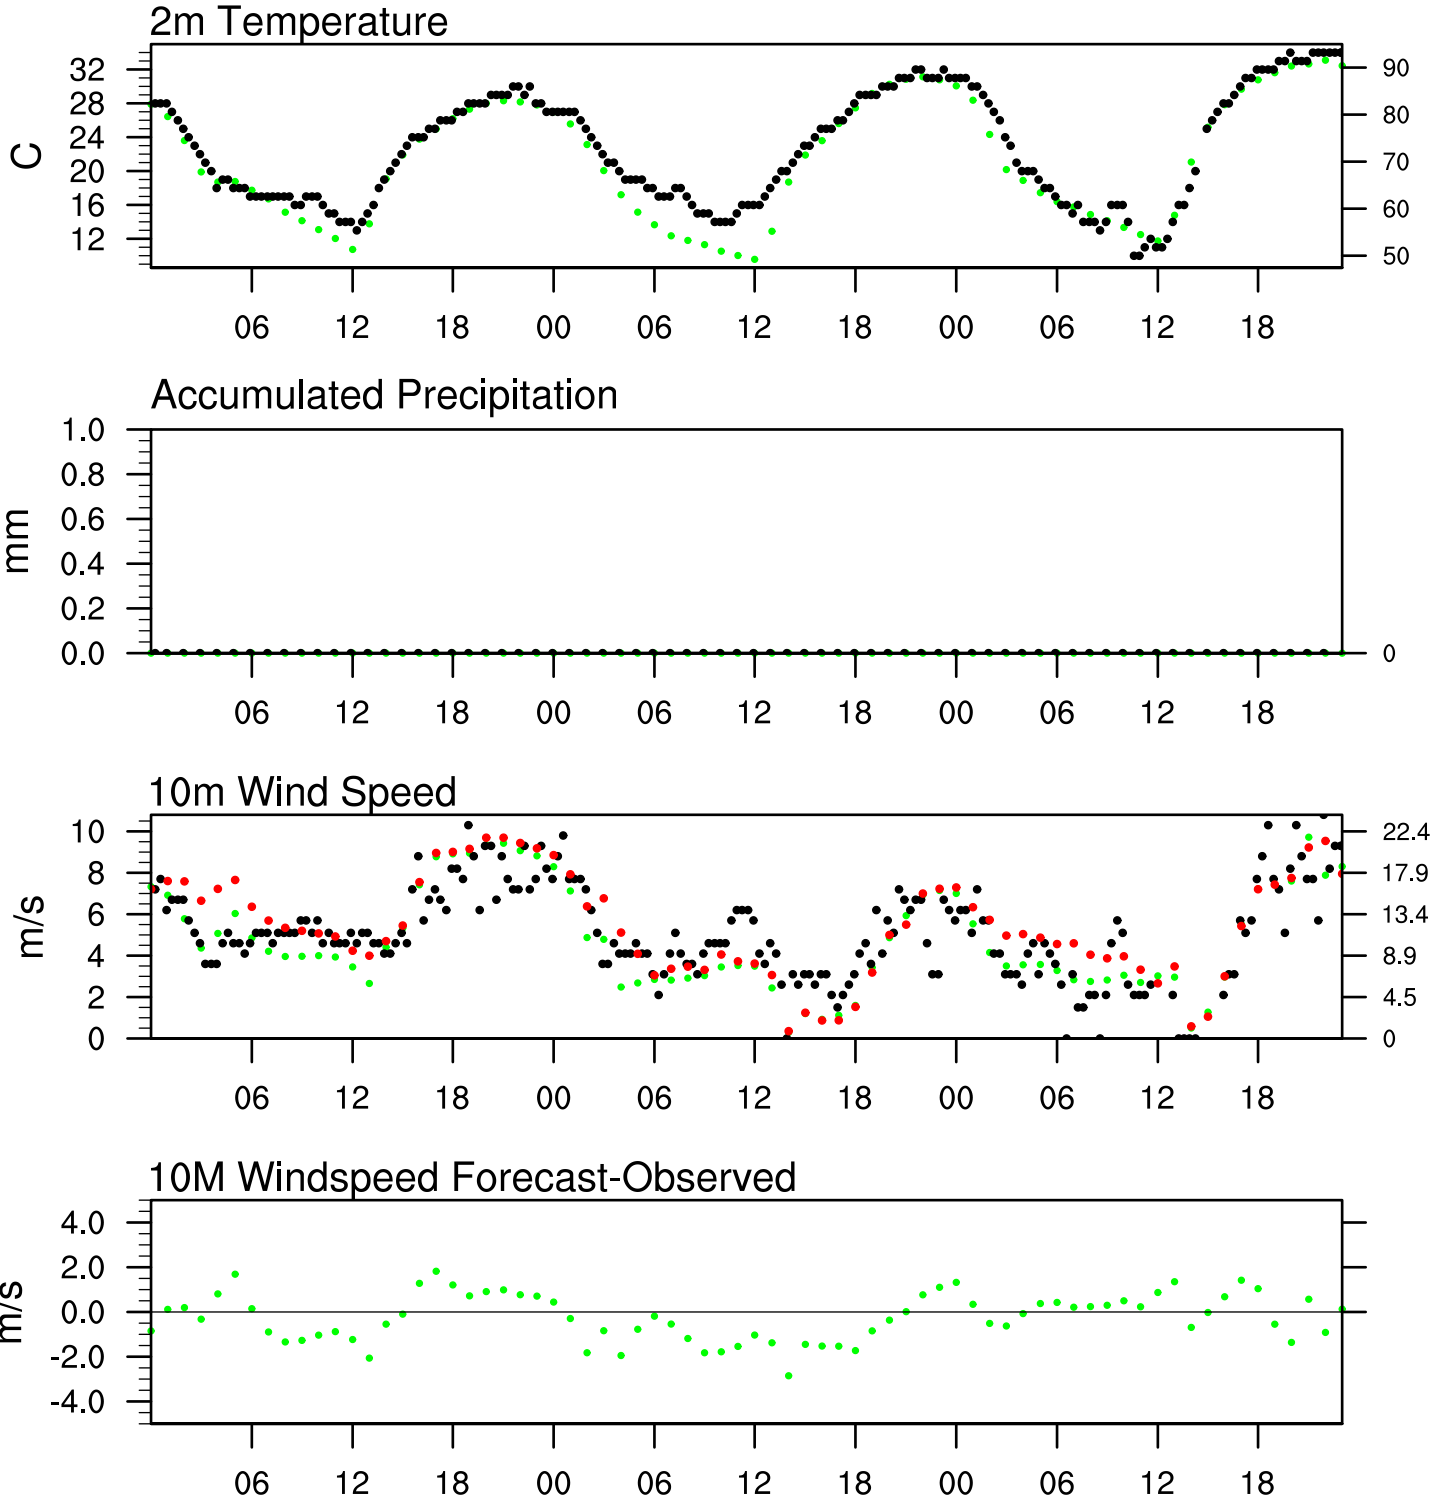 2m Temperature
C
32
28
24
20
16
12
90
80
70
60
50
06 12 18 00 06 12 18 00 06 12 18
Accumulated Precipitation
mm
1.0
0.8
0.6
0.4
0.2
0.0
0
06 12 18 00 06 12 18 00 06 12 18
10m Wind Speed
m/s
10
8
6
4
2
0
22.4
17.9
13.4
8.9
4.5
0
06 12 18 00 06 12 18 00 06 12 18
10M Windspeed Forecast-Observed
m/s
4.0
2.0
0.0
-2.0
-4.0
06 12 18 00 06 12 18 00 06 12 18